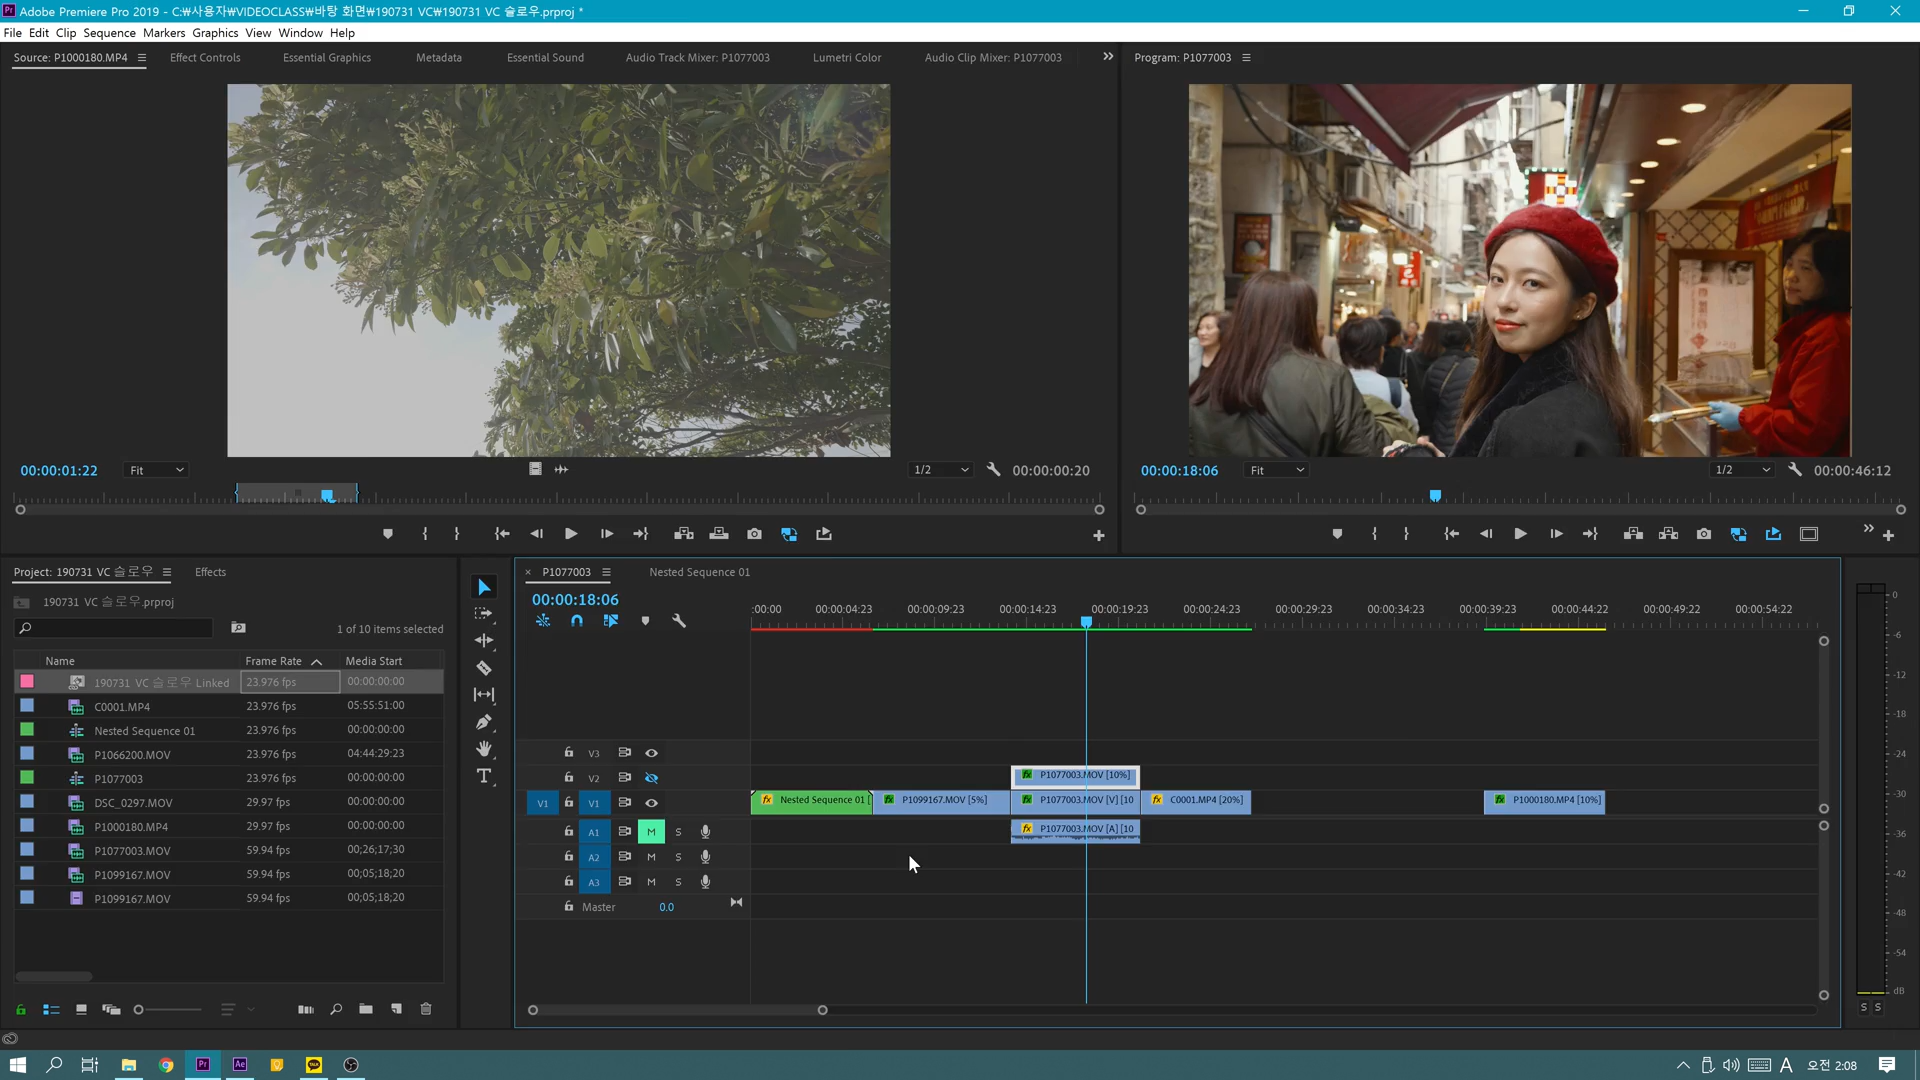 Adobe Premiere Pro 2019 - C:₩사용자₩VIDEOCLASS₩바탕 화면₩190731 VC₩190731 VC 슬로우.prproj *
File Edit Clip Sequence Markers Graphics View Window Help
Source: P1000180.MP4 Effect Controls Essential Graphics Metadata Essential Sound Audio Track Mixer: P1077003 Lumetri Color Audio Clip Mixer: P1077003 Program: P1077003
00:00:01:22 Fit 1/2 00:00:00:20 00:00:18:06 Fit 1/2 00:00:46:12
Project: 190731 VC 슬로우 Effects
190731 VC 슬로우.prproj
1 of 10 items selected
Name Frame Rate Media Start
190731 VC 슬로우 Linked 23.976 fps 00:00:00:00
C0001.MP4 23.976 fps 05:55:51:00
Nested Sequence 01 23.976 fps 00:00:00:00
P1066200.MOV 23.976 fps 04:44:29:23
P1077003 23.976 fps 00:00:00:00
DSC_0297.MOV 29.97 fps 00:00:00:00
P1000180.MP4 29.97 fps 00:00:00:00
P1077003.MOV 59.94 fps 00;26;17;30
P1099167.MOV 59.94 fps 00;05;18;20
P1099167.MOV 59.94 fps 00;05;18;20
× P1077003 Nested Sequence 01
00:00:18:06
:00:00 00:00:04:23 00:00:09:23 00:00:14:23 00:00:19:23 00:00:24:23 00:00:29:23 00:00:34:23 00:00:39:23 00:00:44:22 00:00:49:22 00:00:54:22
V3
V2 fx P1077003.MOV [10%]
V1 V1 fx Nested Sequence 01 [ fx P1099167.MOV [5%] fx P1077003.MOV [V] [10 fx C0001.MP4 [20%] fx P1000180.MP4 [10%]
A1 M S fx P1077003.MOV [A] [10
A2 M S
A3 M S
Master 0.0
0
-6
-12
-18
-24
-30
-36
-42
-48
-54
dB
S S
Pr Ae TALK A 오전 2:08